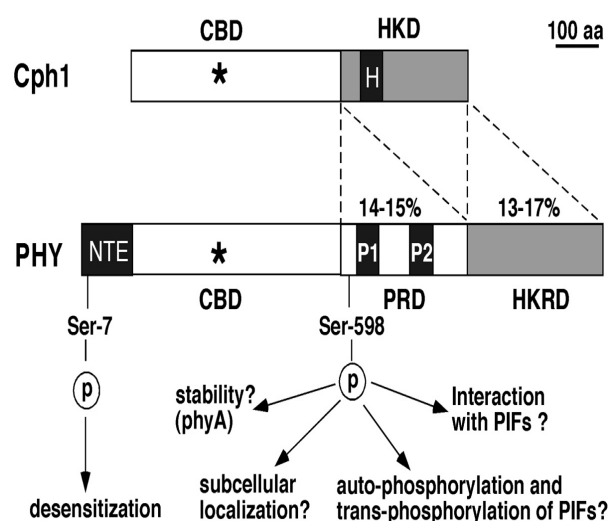 CBD
HKD
100 aa
Cph1
*
H
14-15%
13-17%
PHY
NTE
*
P1
P2
CBD
PRD
HKRD
Ser-7
Ser-598
p
p
stability?
(phyA)
Interaction
with PIFs ?
desensitization
subcellular
localization?
auto-phosphorylation and
trans-phosphorylation of PIFs?